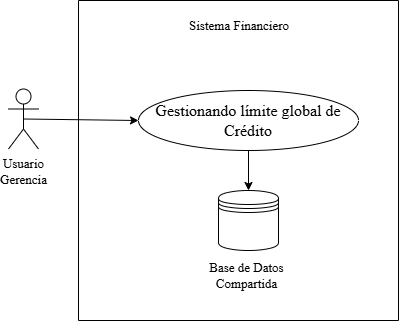 Sistema Financiero
Gestionando límite global de
Crédito
Usuario
Gerencia
Base de Datos
Compartida